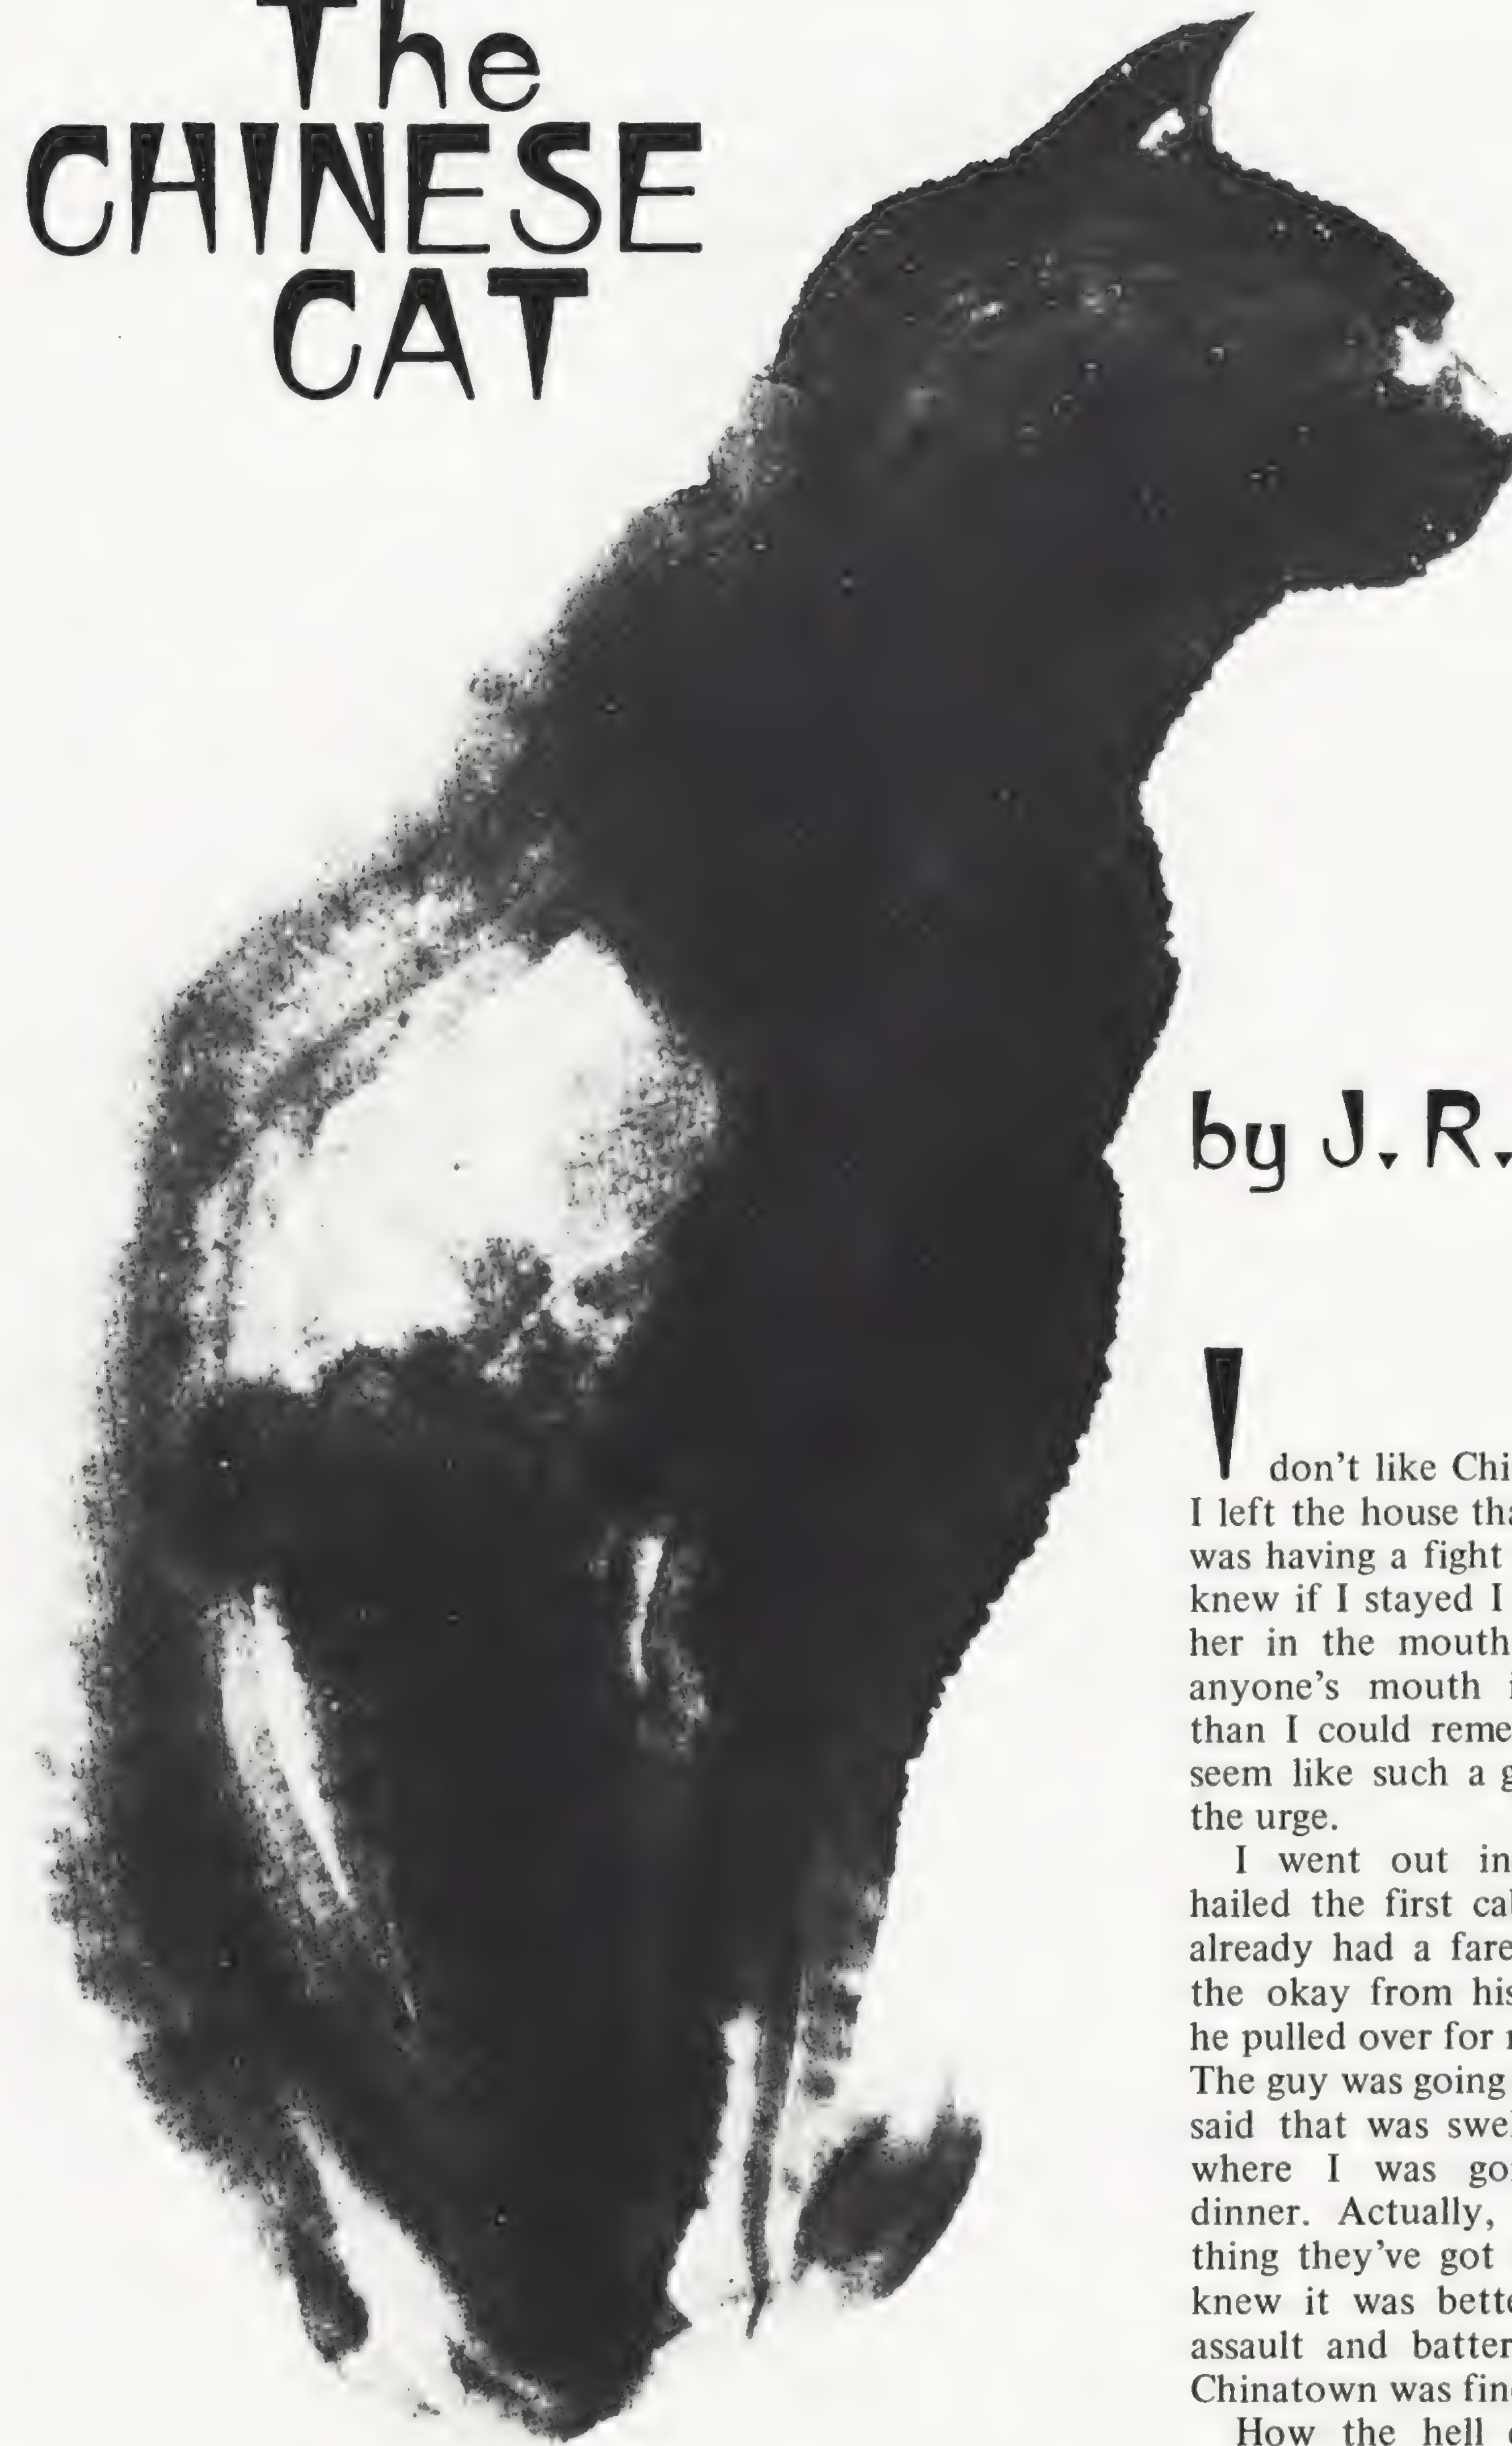 The
CHINESE
CAT
by J. R.
I don't like Chi
I left the house tha
was having a fight
knew if I stayed I
her in the mouth
anyone's mouth i
than I could reme
seem like such a g
the urge.
I went out in
hailed the first cab
already had a fare
the okay from his
he pulled over for
The guy was going
said that was swel
where I was goi
dinner. Actually,
thing they've got
knew it was bette
assault and batter
Chinatown was fine
How the hell